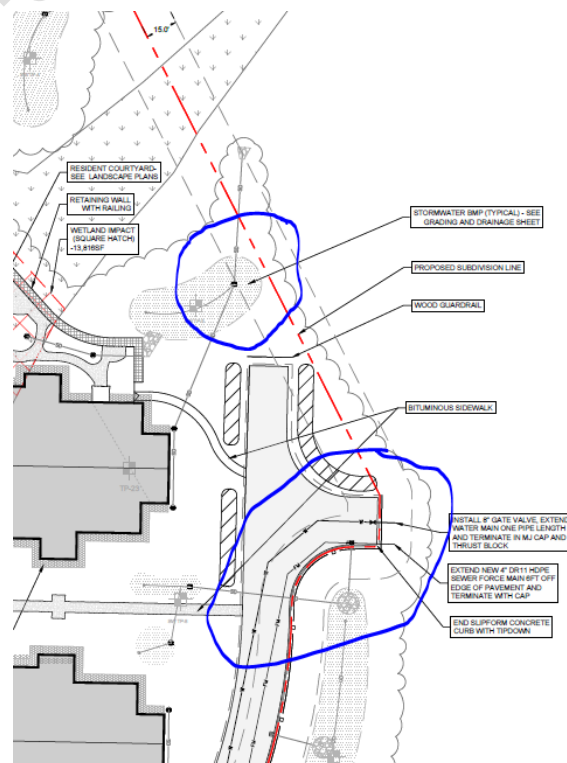 15.0'
RESIDENT COURTYARD-
SEE LANDSCAPE PLANS
RETAINING WALL
WITH RAILING
WETLAND IMPACT
(SQUARE HATCH)
-13,816SF
STORMWATER BMP (TYPICAL) - SEE
GRADING AND DRAINAGE SHEET
PROPOSED SUBDIVISION LINE
WOOD GUARDRAIL
BITUMINOUS SIDEWALK
INSTALL 8" GATE VALVE, EXTEND
WATER MAIN ONE PIPE LENGTH
AND TERMINATE IN MJ CAP AND
THRUST BLOCK
EXTEND NEW 4" DR11 HDPE
SEWER FORCE MAIN 6FT OFF
EDGE OF PAVEMENT AND
TERMINATE WITH CAP
END SLIPFORM CONCRETE
CURB WITH TIPDOWN